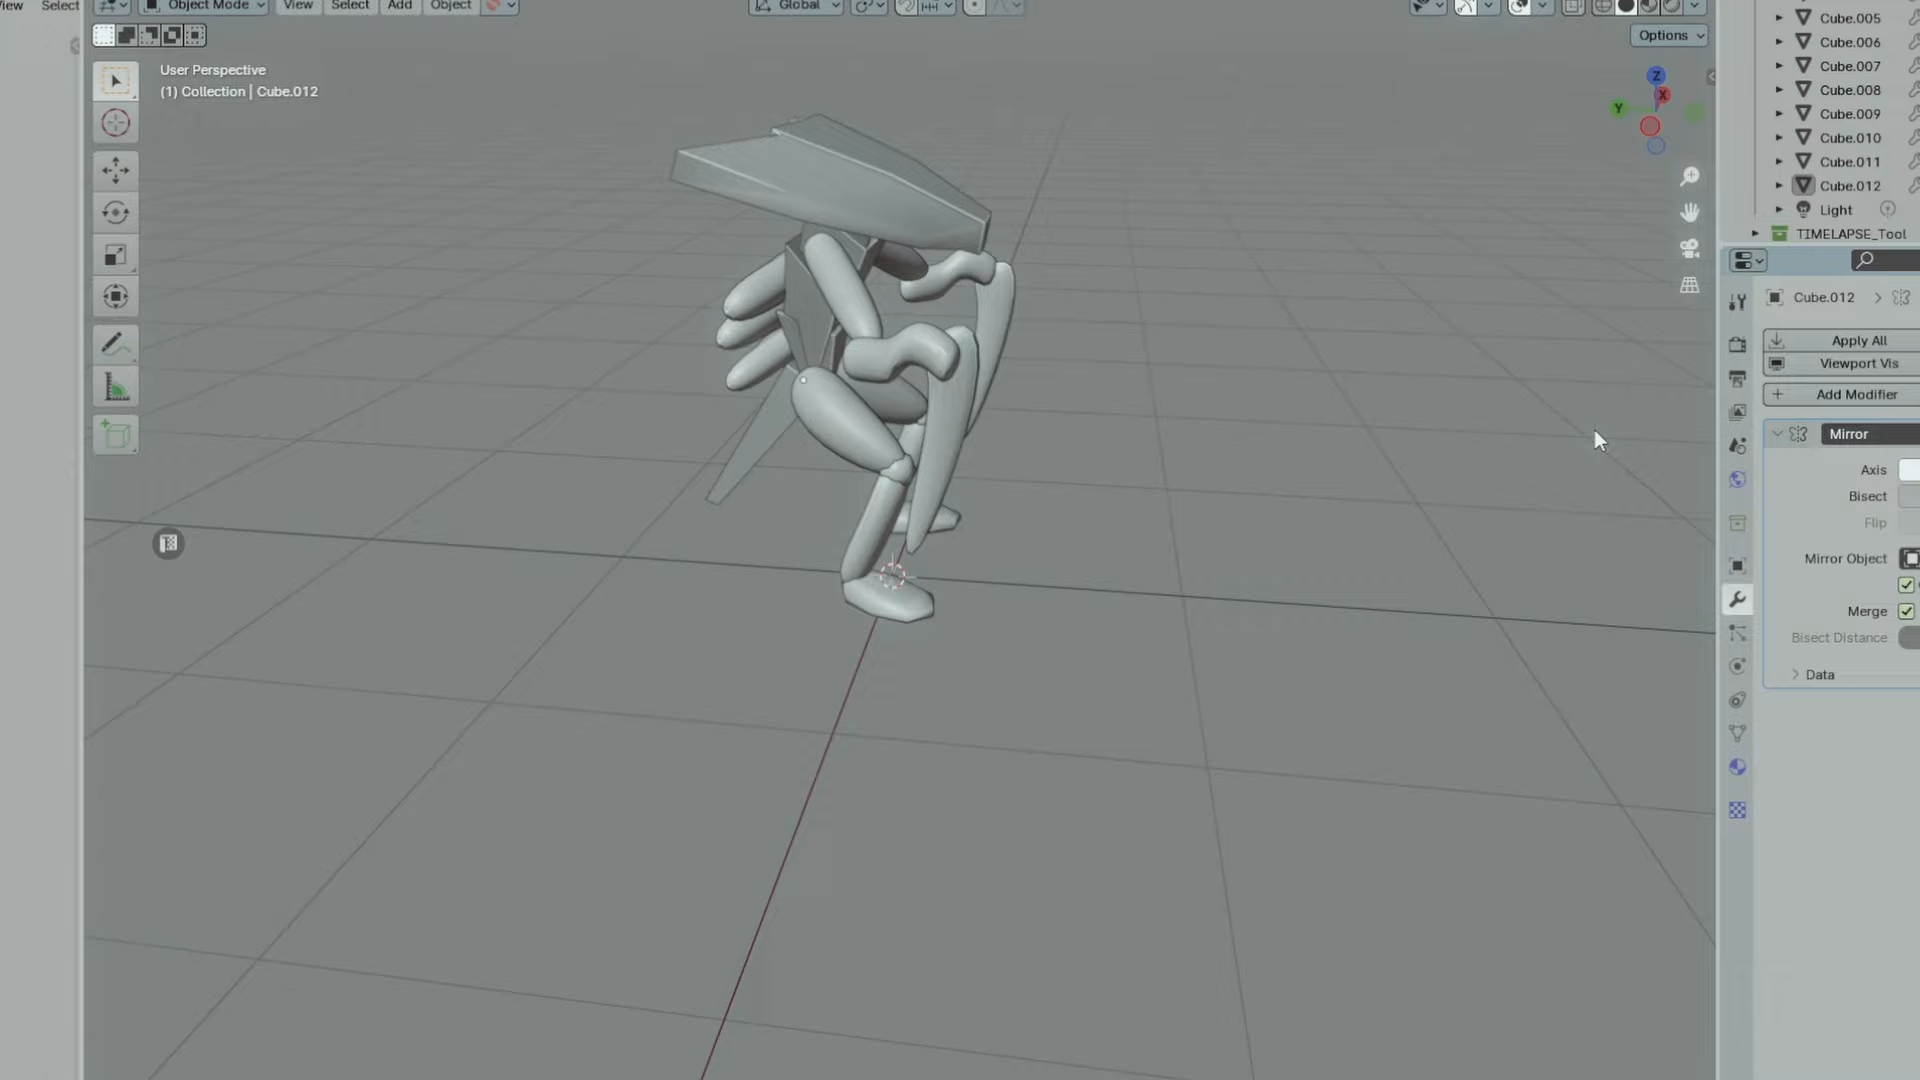 View Select
Object Mode View Select Add Object Global
Options
User Perspective
(1) Collection | Cube.012
Z
X
Y
Cube.005
Cube.006
Cube.007
Cube.008
Cube.009
Cube.010
Cube.011
Cube.012
Light
TIMELAPSE_Tool
Cube.012
Apply All
Viewport Vis
Add Modifier
Mirror
Axis
Bisect
Flip
Mirror Object
Merge
Bisect Distance
Data